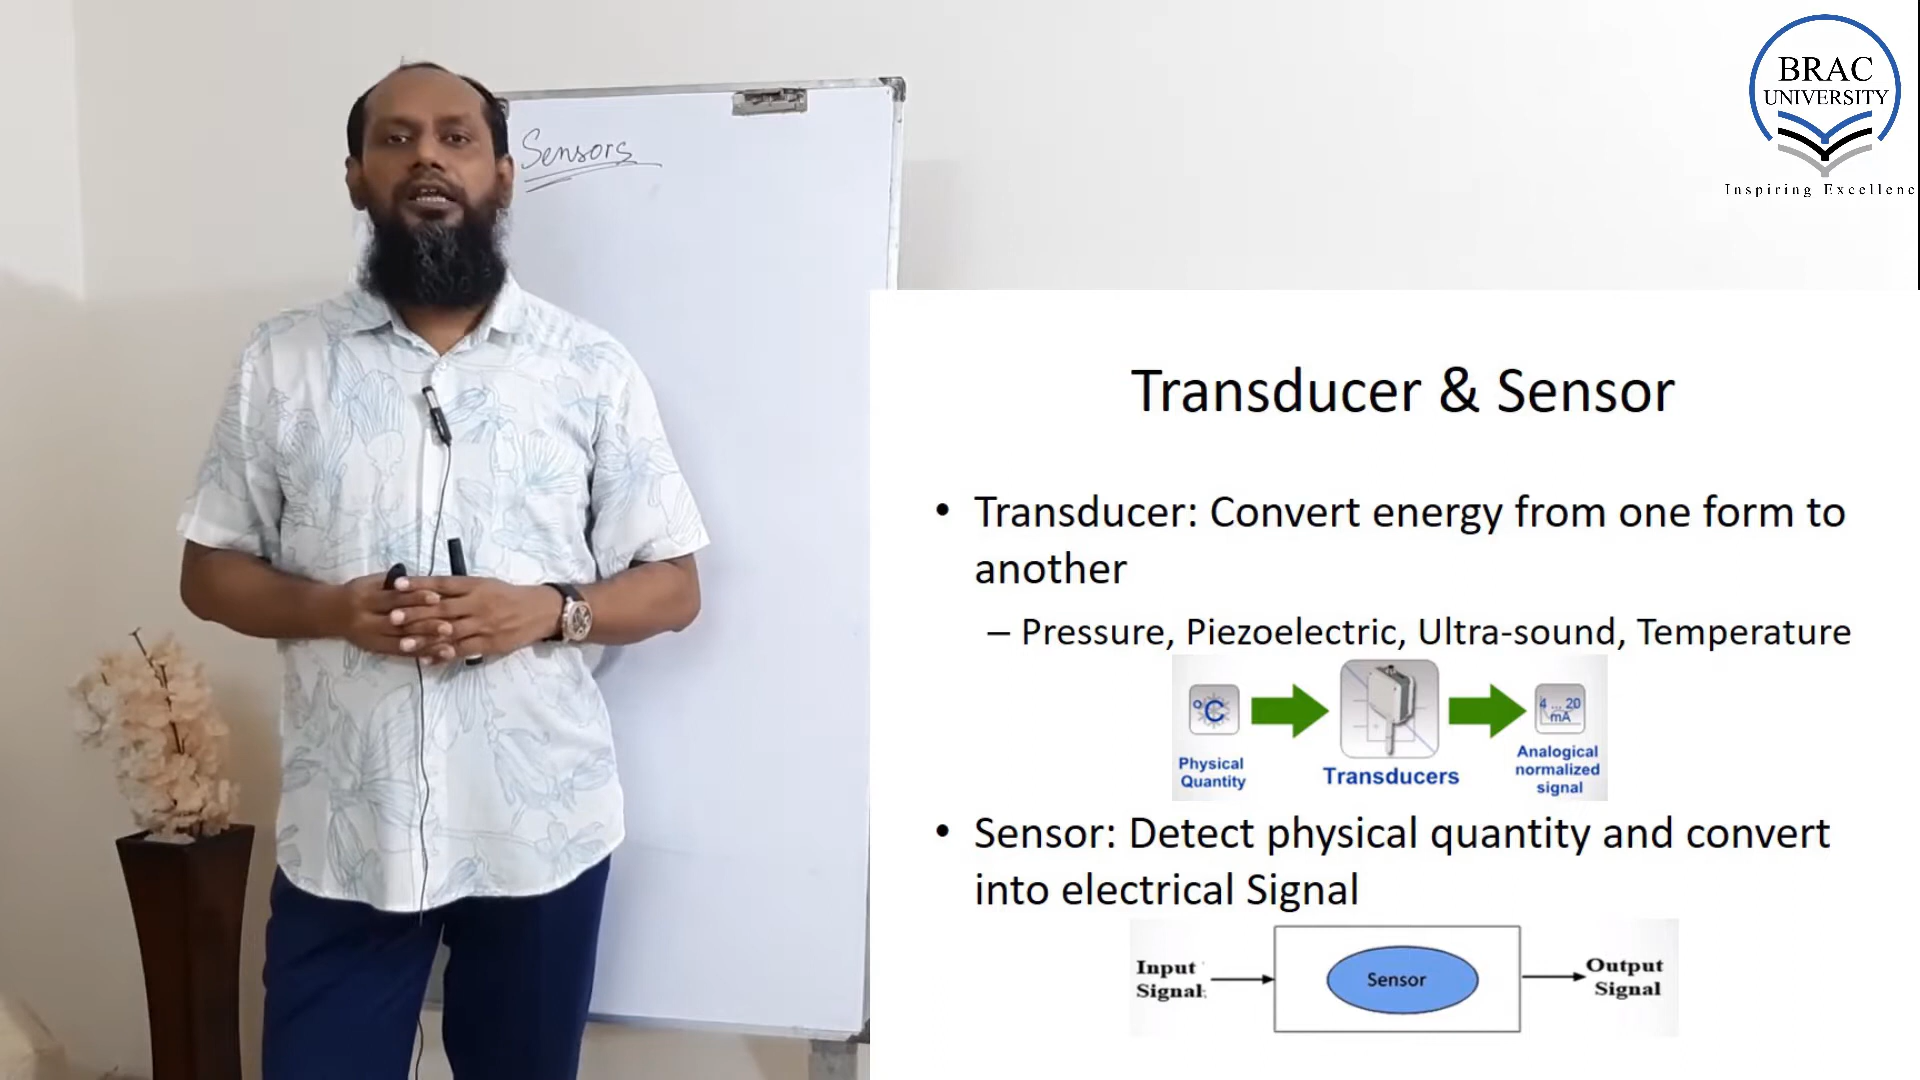 Sensors
BRAC
UNIVERSITY
Inspiring Excellenc
Transducer & Sensor
• Transducer: Convert energy from one form to
another
– Pressure, Piezoelectric, Ultra-sound, Temperature
°C
4 ... 20
mA
Physical
Quantity
Transducers
Analogical
normalized
signal
• Sensor: Detect physical quantity and convert
into electrical Signal
Input
Signal
Sensor
Output
Signal